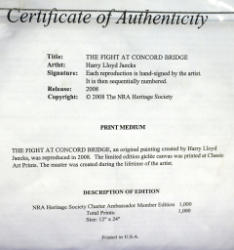 Certificate of Authenticity
Title: THE FIGHT AT CONCORD BRIDGE
Artist: Harry Lloyd Jaecks
Signature: Each reproduction is hand-signed by the artist.
It is then sequentially numbered.
Release: 2008
Copyright: © 2008 The NRA Heritage Society
PRINT MEDIUM
THE FIGHT AT CONCORD BRIDGE, an original painting created by Harry Lloyd
Jaecks, was reproduced in 2008. The limited edition giclée canvas was printed at Classic
Art Prints. The master was created during the lifetime of the artist.
DESCRIPTION OF EDITION
NRA Heritage Society Charter Ambassador Member Edition 1,000
Total Prints: 1,000
Size: 12" x 24"
Printed in U.S.A.